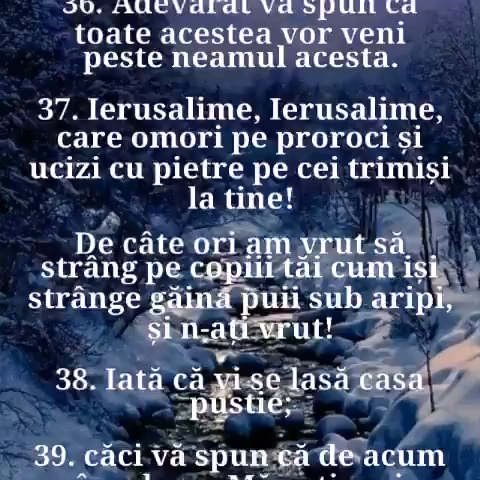 36. Adevărat vă spun că
toate acestea vor veni
peste neamul acesta.
37. Ierusalime, Ierusalime,
care omori pe proroci și
ucizi cu pietre pe cei trimiși
la tine!
De câte ori am vrut să
strâng pe copiii tăi cum își
strânge găina puii sub aripi,
și n-ați vrut!
38. Iată că vi se lasă casa
pustie;
39. căci vă spun că de acum